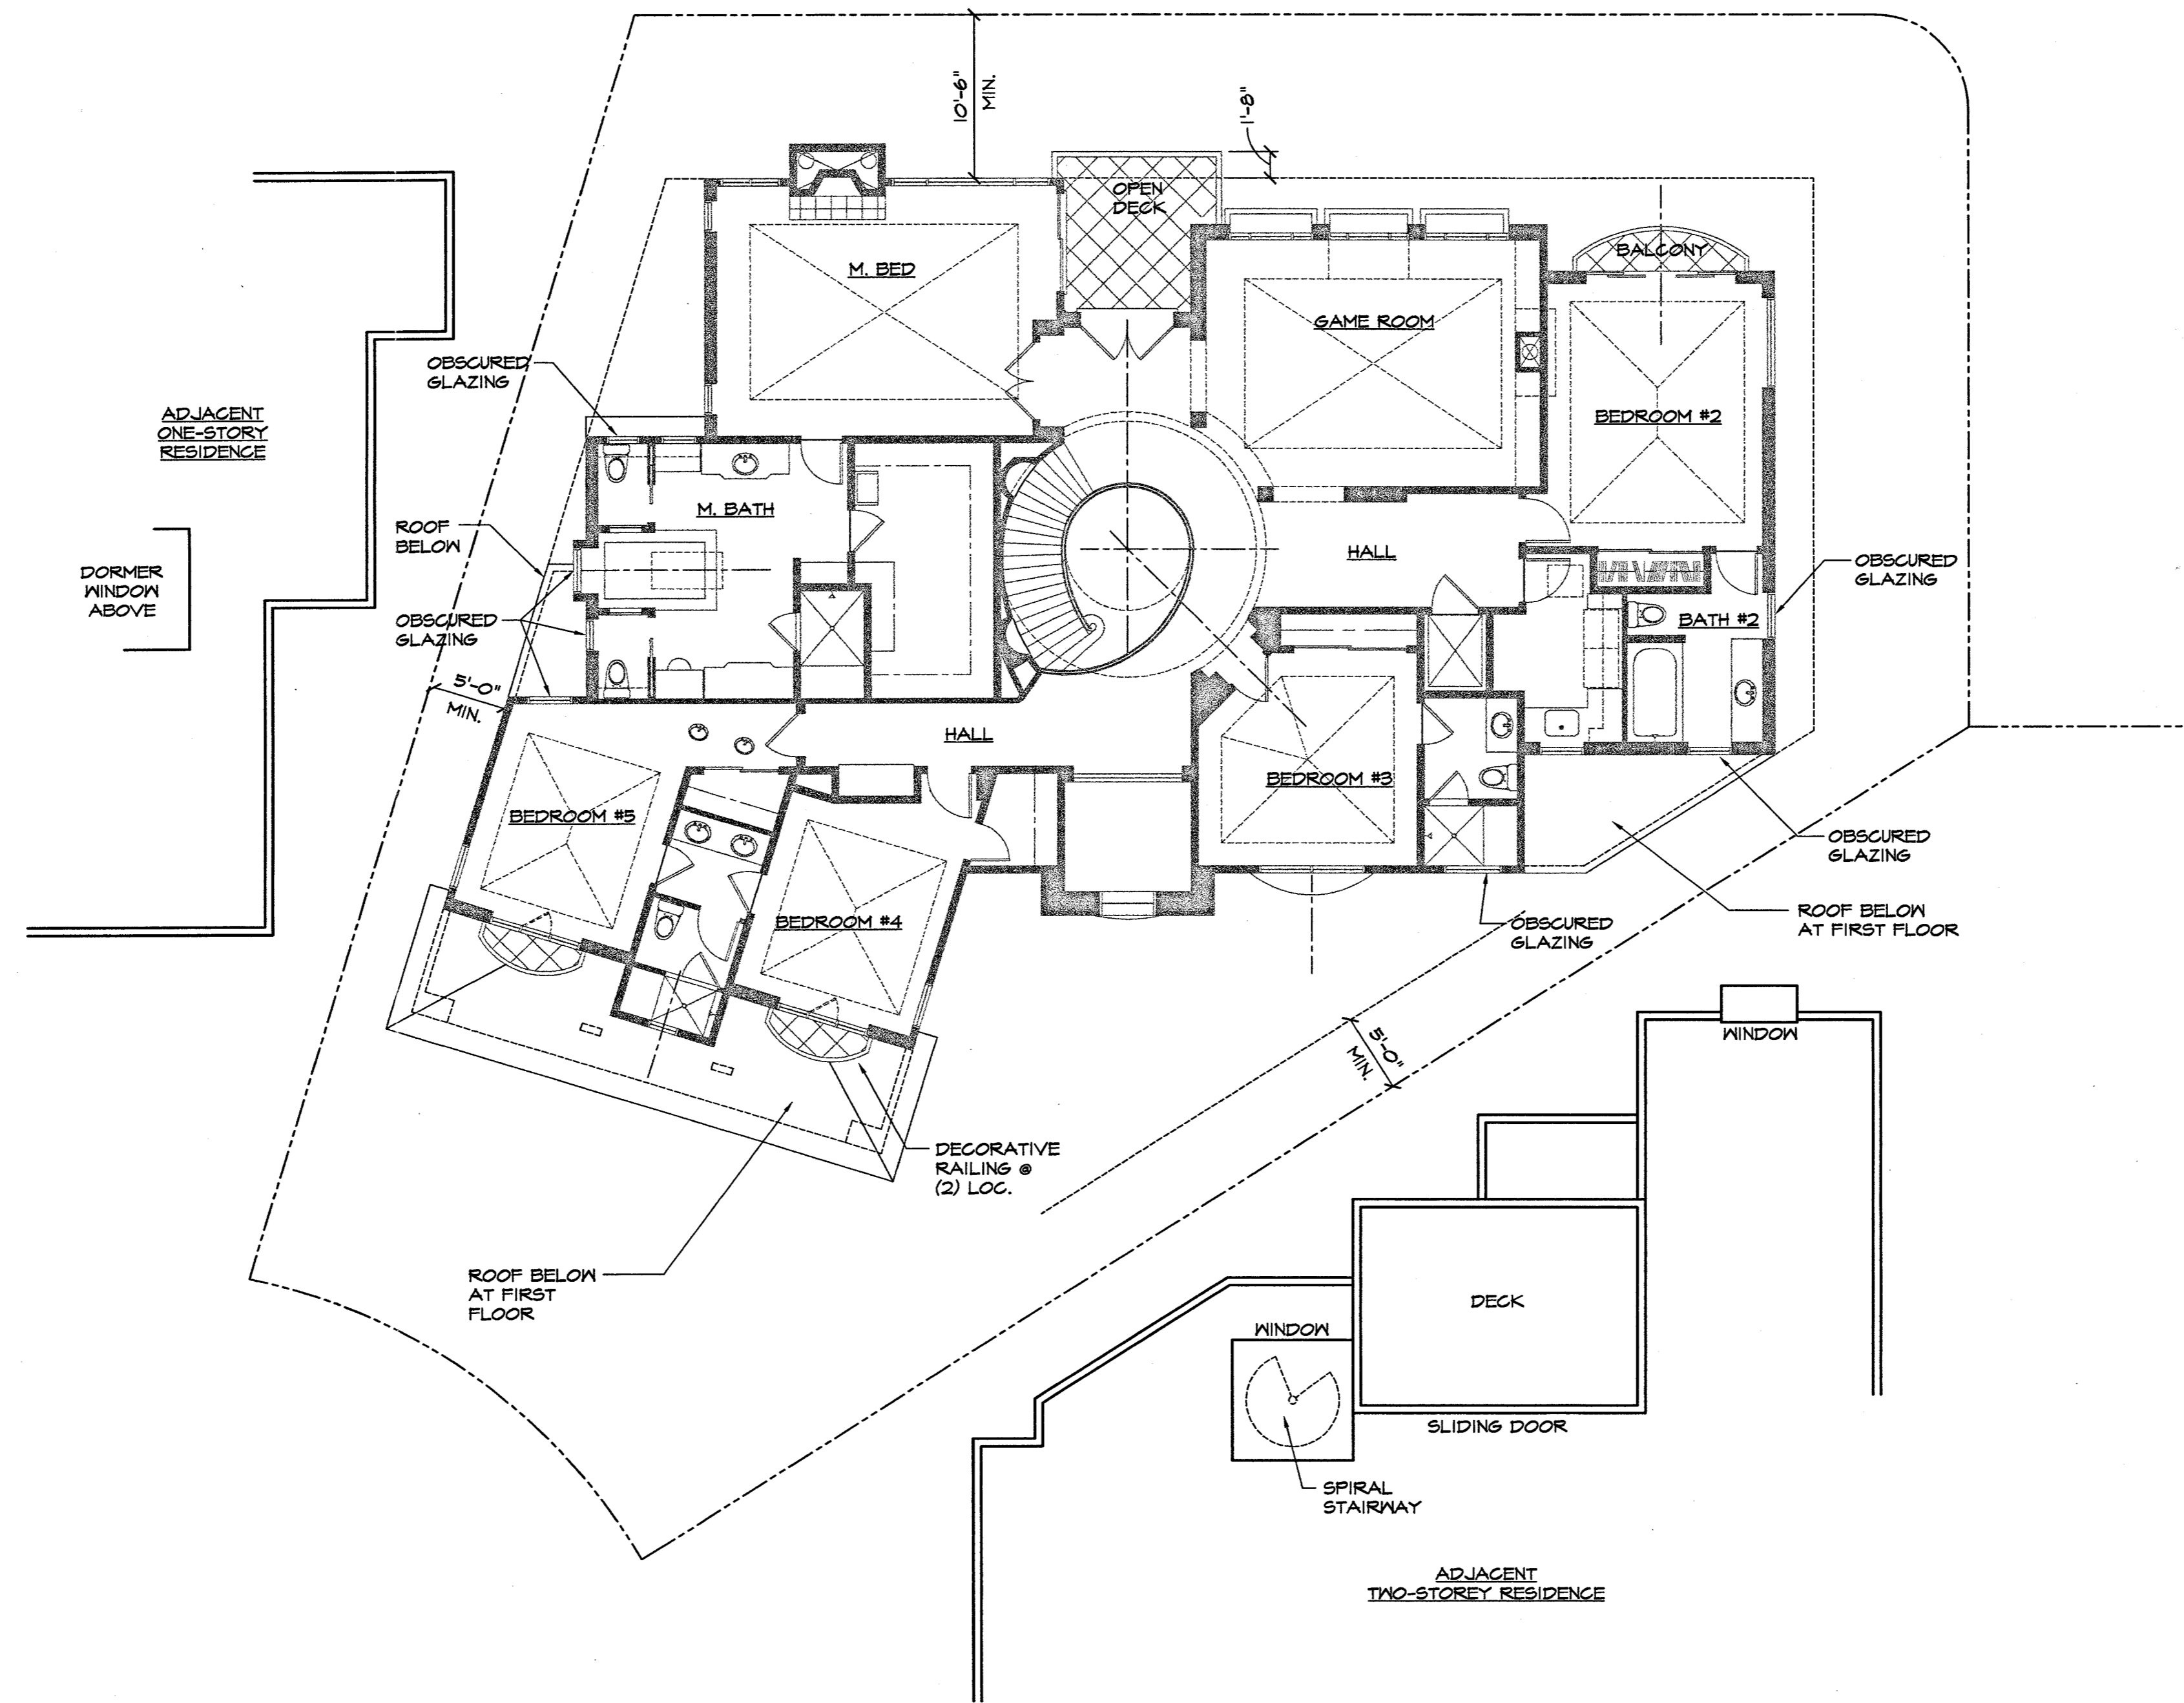 10'-6"
MIN.
1'-8"
OPEN
DECK
BALCONY
M. BED
GAME ROOM
OBSCURED
GLAZING
ADJACENT
ONE-STORY
RESIDENCE
BEDROOM #2
M. BATH
ROOF
BELOW
HALL
DORMER
WINDOW
ABOVE
OBSCURED
GLAZING
OBSCURED
GLAZING
BATH #2
5'-0"
MIN.
HALL
BEDROOM #3
BEDROOM #5
OBSCURED
GLAZING
BEDROOM #4
OBSCURED
GLAZING
ROOF BELOW
AT FIRST FLOOR
WINDOW
5'-0"
MIN.
DECORATIVE
RAILING @
(2) LOC.
ROOF BELOW
AT FIRST
FLOOR
DECK
WINDOW
SLIDING DOOR
SPIRAL
STAIRWAY
ADJACENT
TWO-STOREY RESIDENCE